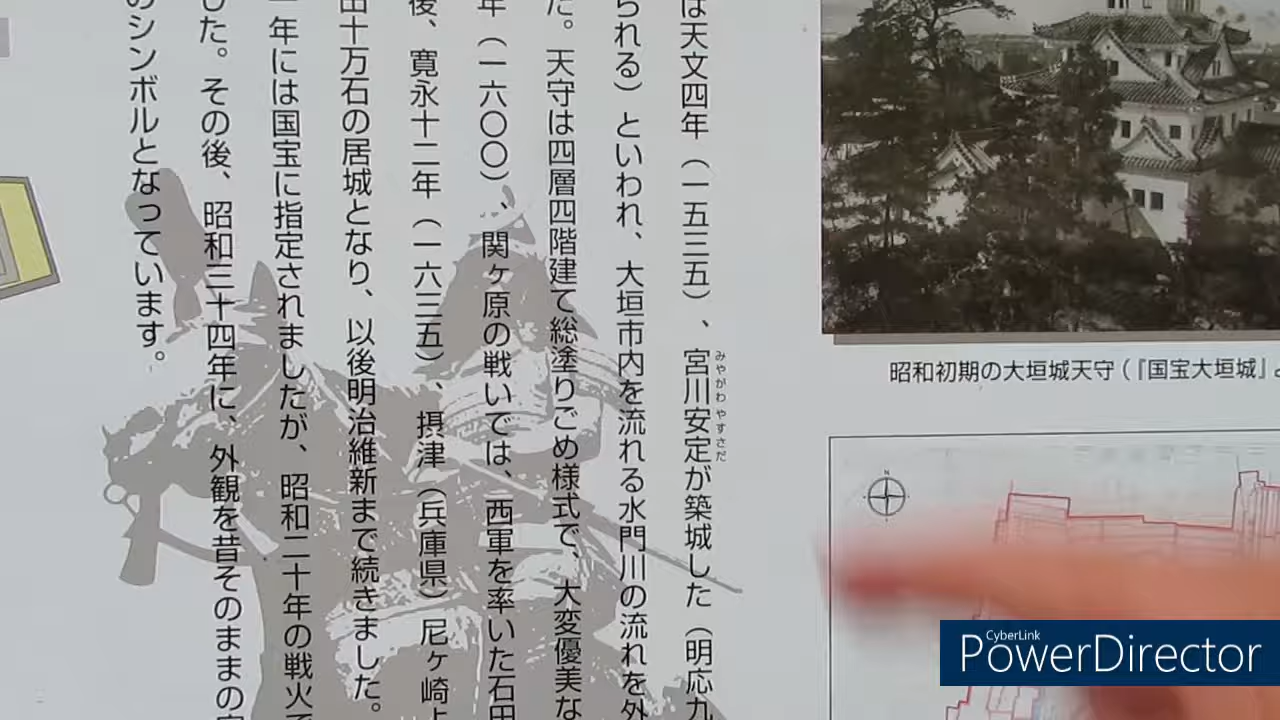 は天文四年（一五三五）、宮川安定が築城した（明応九
みやがわ やすさだ
られる）といわれ、大垣市内を流れる水門川の流れを外
た。天守は四層四階建て総塗りごめ様式で、大変優美な
年（一六〇〇）、関ヶ原の戦いでは、西軍を率いた石田
後、寛永十二年（一六三五）、摂津（兵庫県）尼ヶ崎よ
田十万石の居城となり、以後明治維新まで続きました。
一年には国宝に指定されましたが、昭和二十年の戦火で
した。その後、昭和三十四年に、外観を昔そのままの
のシンボルとなっています。
昭和初期の大垣城天守（『国宝大垣城』よ
N
CyberLink
PowerDirector